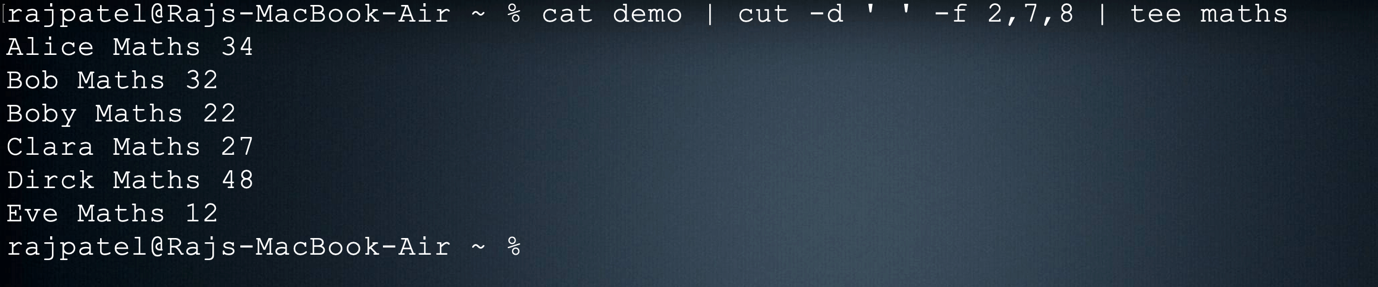 [rajpatel@Rajs-MacBook-Air ~ % cat demo | cut -d ' ' -f 2,7,8 | tee maths
Alice Maths 34
Bob Maths 32
Boby Maths 22
Clara Maths 27
Dirck Maths 48
Eve Maths 12
rajpatel@Rajs-MacBook-Air ~ %